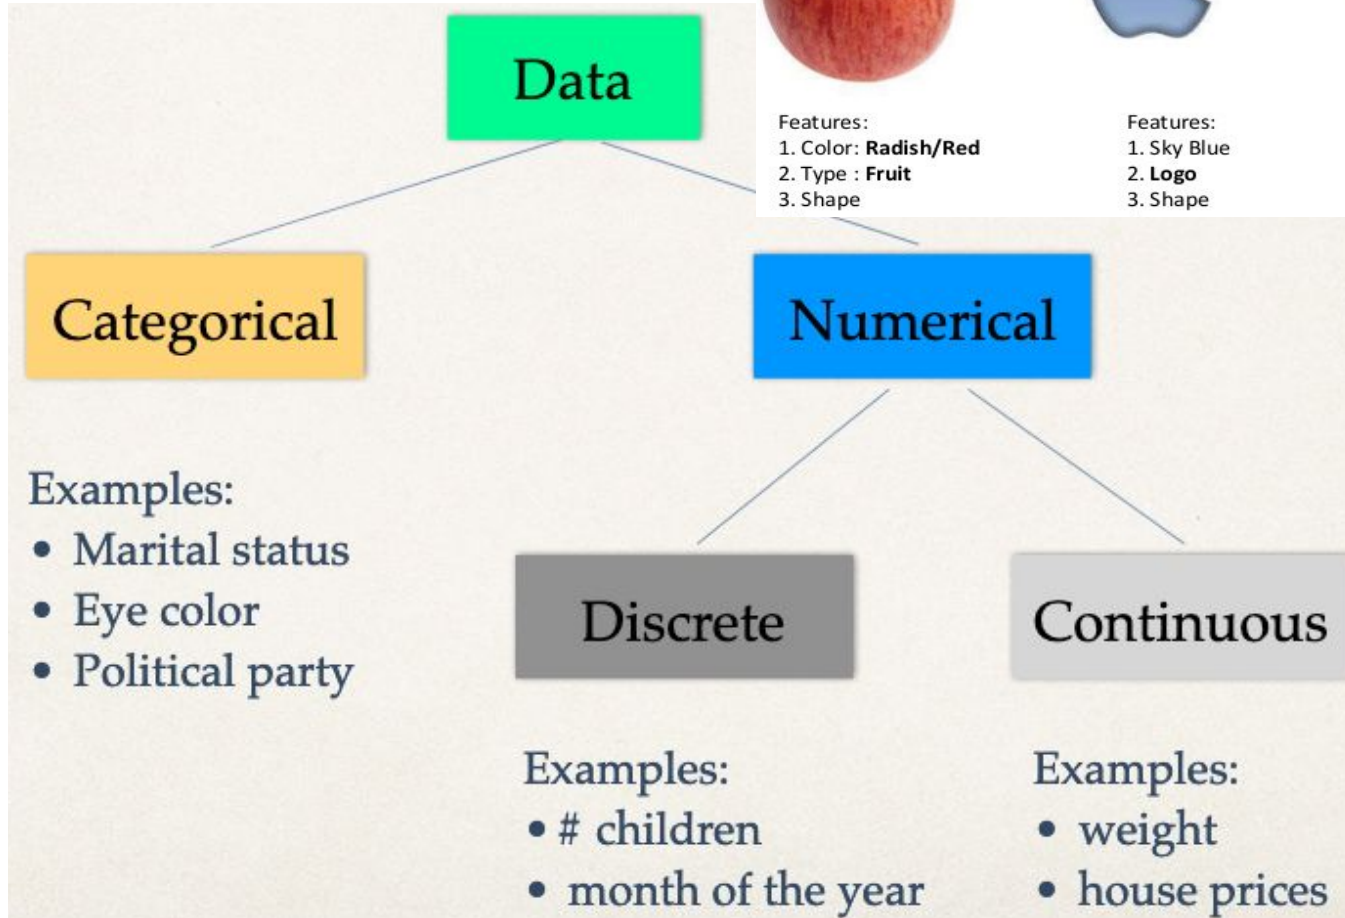 Data
Features:
1. Color: Radish/Red
2. Type : Fruit
3. Shape
Features:
1. Sky Blue
2. Logo
3. Shape
Categorical
Numerical
Examples:
• Marital status
• Eye color
• Political party
Discrete
Continuous
Examples:
• # children
• month of the year
Examples:
• weight
• house prices